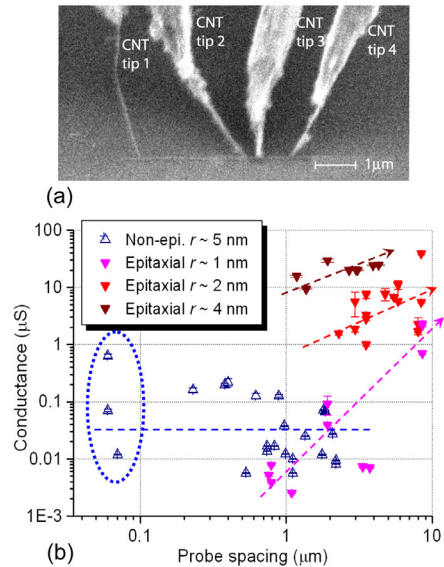 CNT tip 1
CNT tip 2
CNT tip 3
CNT tip 4
1μm
(a)
Non-epi. r ~ 5 nm
Epitaxial r ~ 1 nm
Epitaxial r ~ 2 nm
Epitaxial r ~ 4 nm
100
10
1
0.1
0.01
1E-3
Conductance (μS)
0.1
1
10
Probe spacing (μm)
(b)